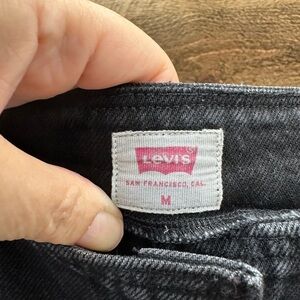 Levi's
SAN FRANCISCO, CAL.
M